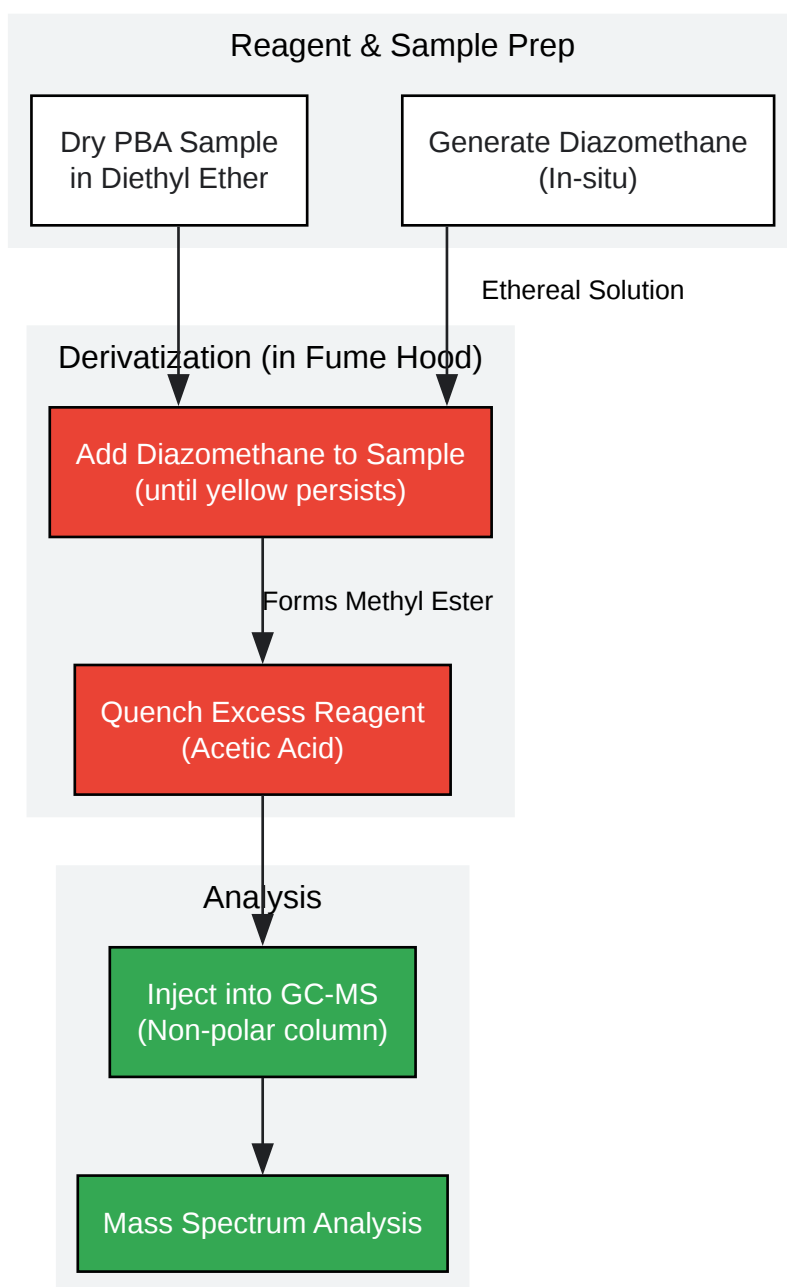 Reagent & Sample Prep
Dry PBA Sample
in Diethyl Ether
Generate Diazomethane
(In-situ)
Ethereal Solution
Derivatization (in Fume Hood)
Add Diazomethane to Sample
(until yellow persists)
Forms Methyl Ester
Quench Excess Reagent
(Acetic Acid)
Analysis
Inject into GC-MS
(Non-polar column)
Mass Spectrum Analysis